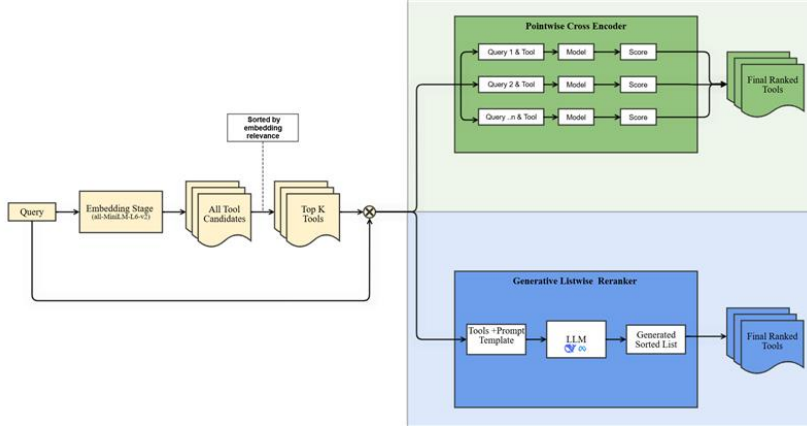 Pointwise Cross Encoder
Query 1 & Tool
Model
Score
Query 2 & Tool
Model
Score
Query ..n & Tool
Model
Score
Final Ranked
Tools
Sorted by
embedding
relevance
Query
Embedding Stage
(all-MiniLM-L6-v2)
All Tool
Candidates
Top K
Tools
Generative Listwise Reranker
Tools +Prompt
Template
LLM
Generated
Sorted List
Final Ranked
Tools